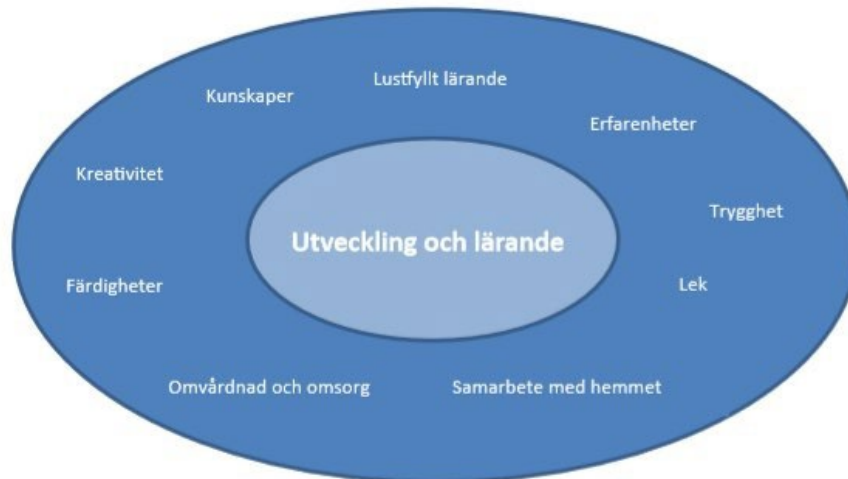 Lustfyllt lärande
Kunskaper
Erfarenheter
Kreativitet
Trygghet
Utveckling och lärande
Färdigheter
Lek
Omvårdnad och omsorg
Samarbete med hemmet